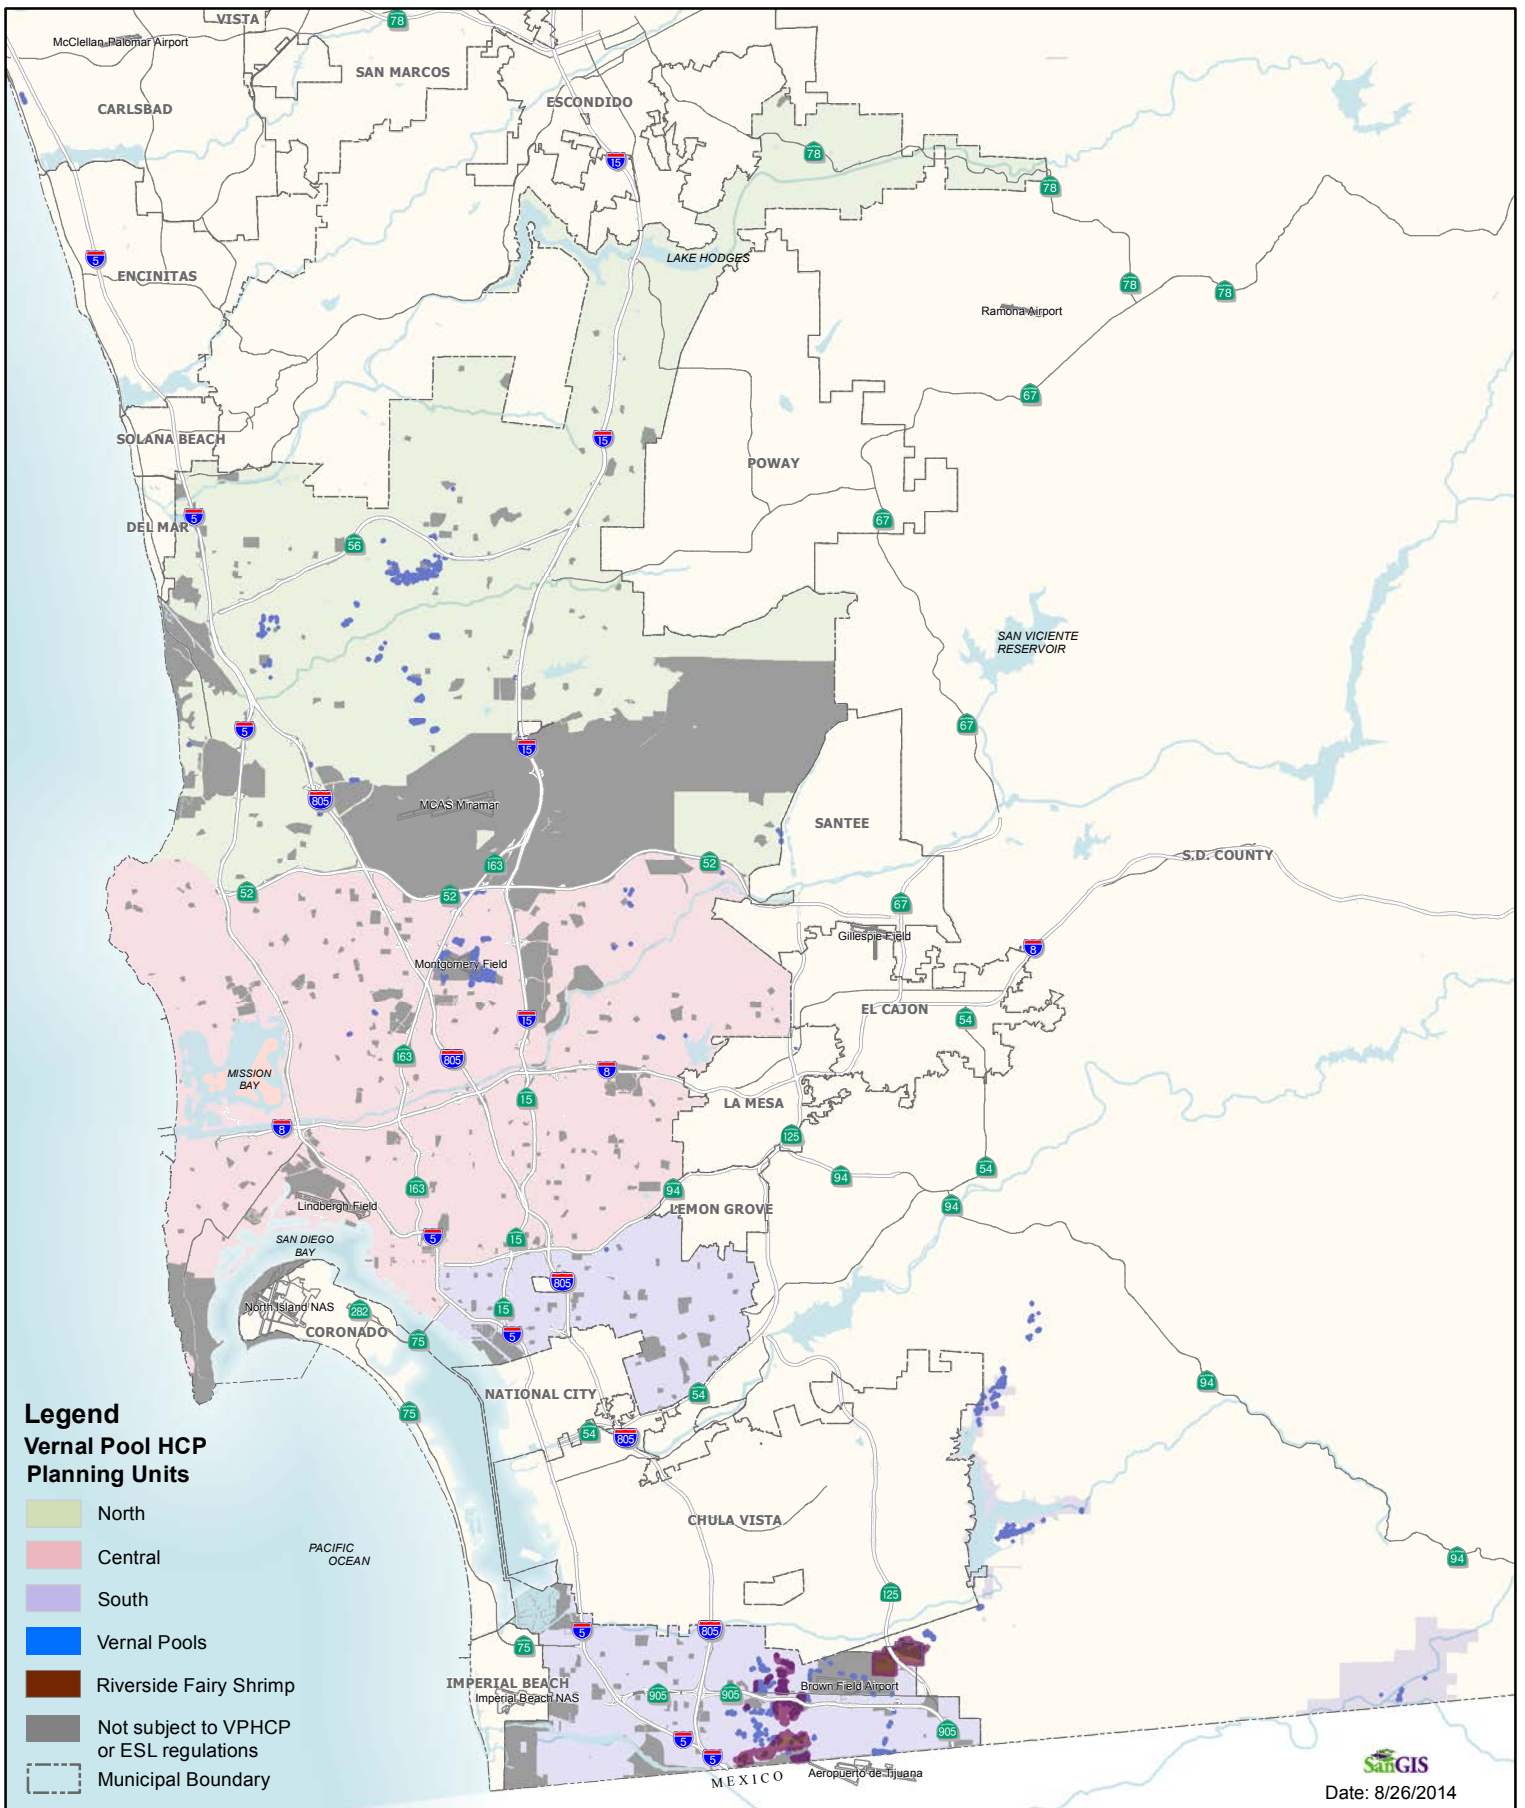 VISTA
78
McClellan-Palomar Airport
SAN MARCOS
ESCONDIDO
CARLSBAD
78
15
78
5
LAKE HODGES
ENCINITAS
78
78
Ramona Airport
67
SOLANA BEACH
15
POWAY
5
DEL MAR
67
56
SAN VICIENTE
RESERVOIR
5
67
15
805
MCAS Miramar
SANTEE
S.D. COUNTY
163
52
52
52
67
Gillespie Field
8
Montgomery Field
EL CAJON
54
15
163
805
MISSION
BAY
8
15
LA MESA
8
125
54
94
163
94
94
Lindbergh Field
LEMON GROVE
SAN DIEGO
BAY
5
15
805
North Island NAS
282
15
CORONADO
75
5
94
NATIONAL CITY
54
75
54
805
CHULA VISTA
PACIFIC
OCEAN
94
125
5
805
75
IMPERIAL BEACH
Imperial Beach NAS
905
905
Brown Field Airport
905
5
5
MEXICO
Aeropuerto de Tijuana
Legend
Vernal Pool HCP
Planning Units
North
Central
South
Vernal Pools
Riverside Fairy Shrimp
Not subject to VPHCP
or ESL regulations
Municipal Boundary
SanGIS
Date: 8/26/2014